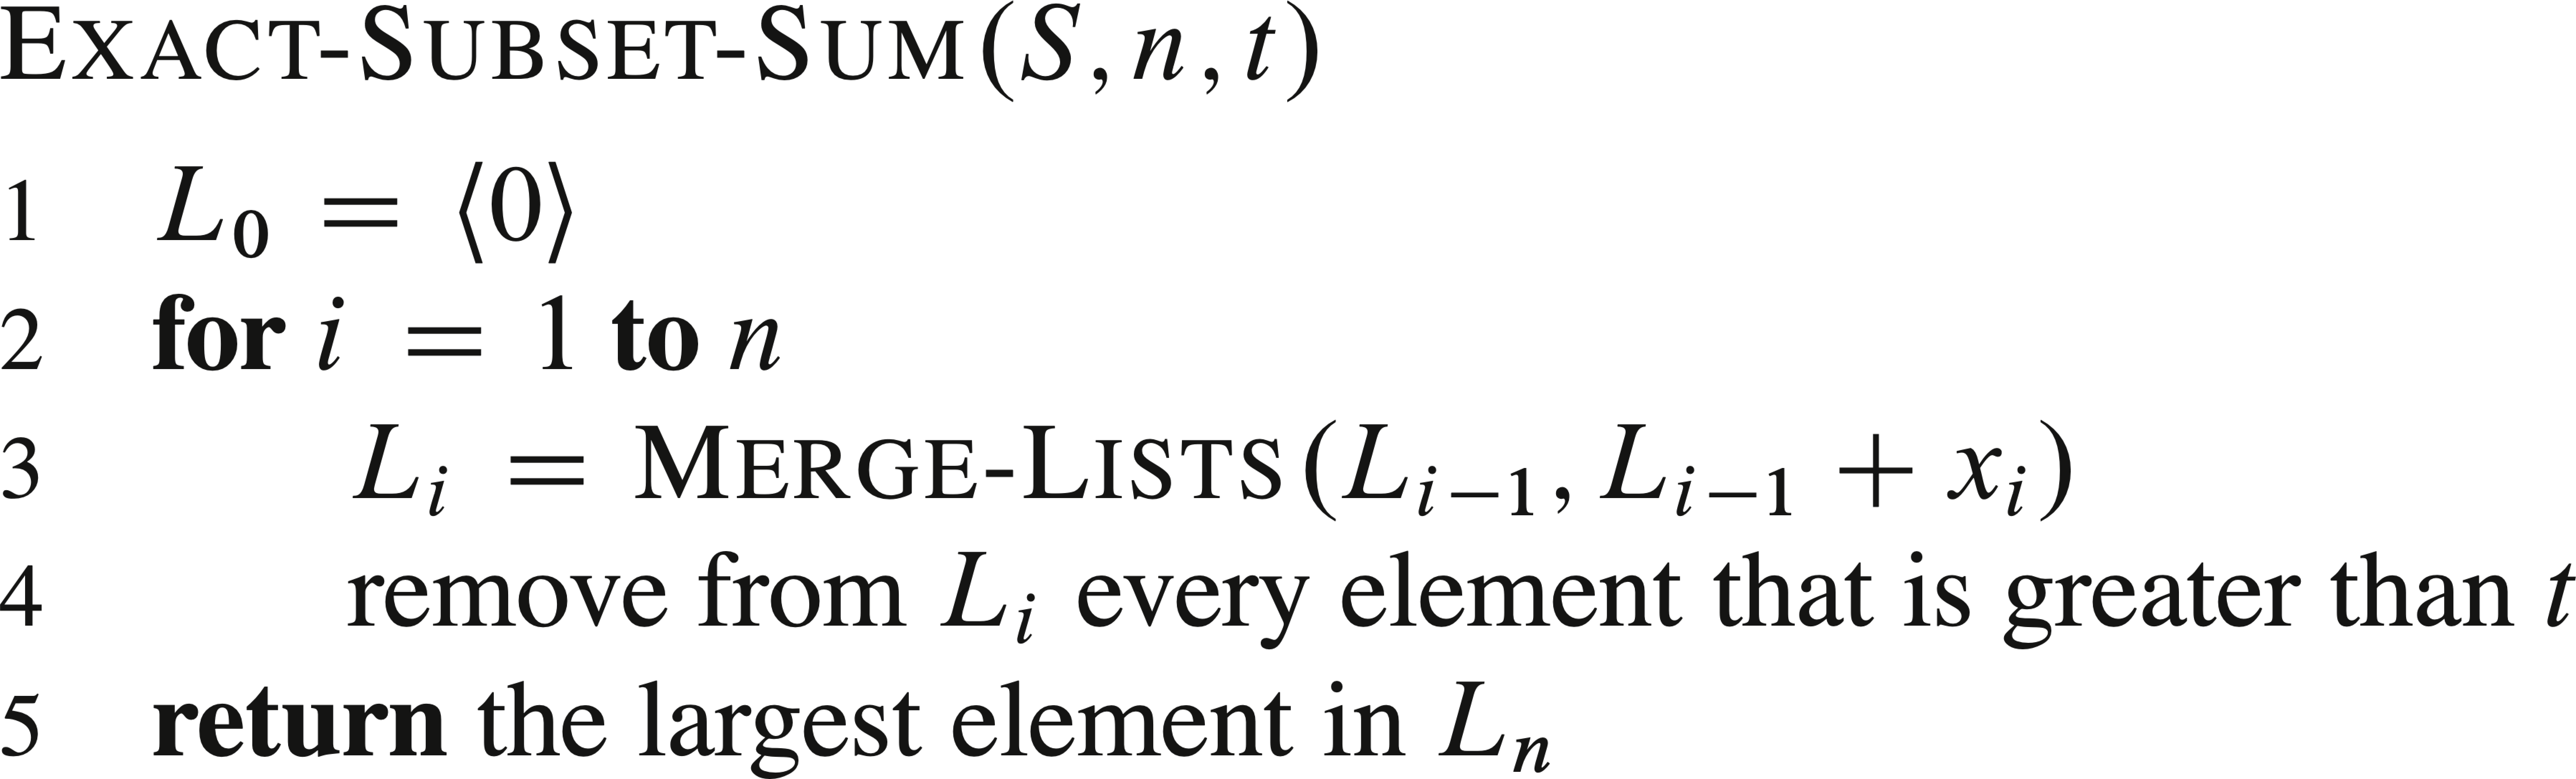 EXACT-SUBSET-SUM(S, n, t)
1 L₀ = ⟨0⟩
2 for i = 1 to n
3 Lᵢ = MERGE-LISTS(Lᵢ₋₁, Lᵢ₋₁ + xᵢ)
4 remove from Lᵢ every element that is greater than t
5 return the largest element in Lₙ